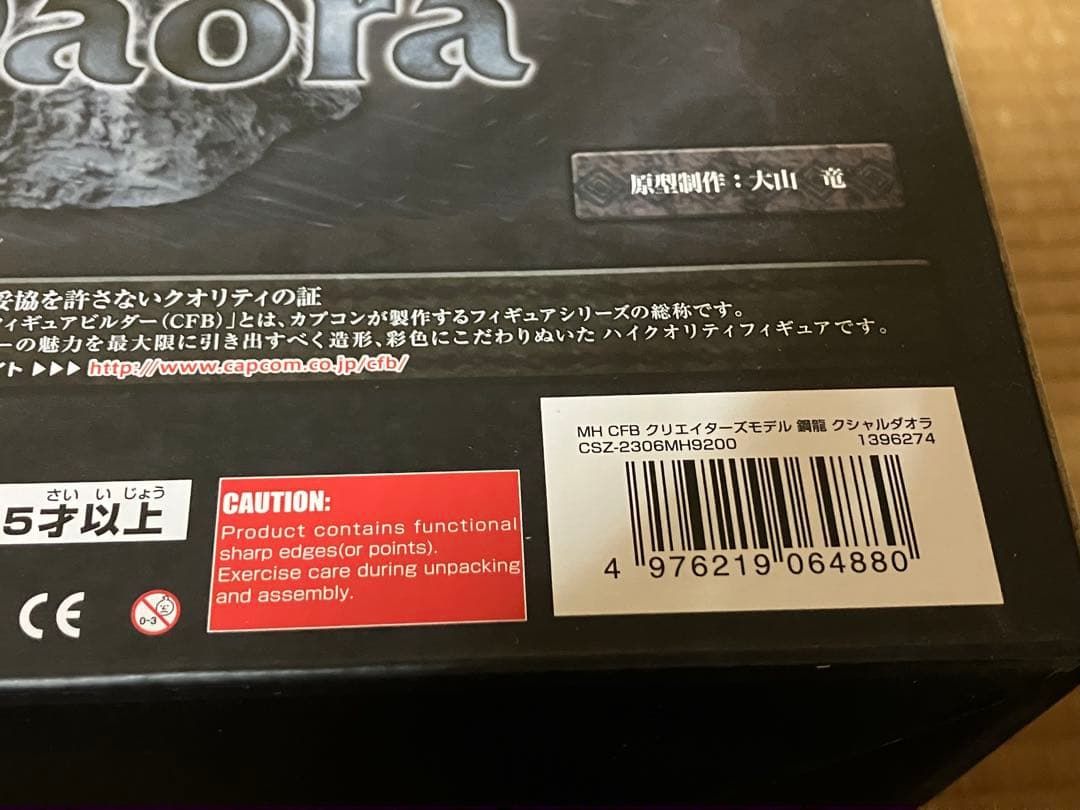 aora
原型制作：大山 竜
妥協を許さないクオリティの証
ィギュアビルダー（CFB）」とは、カプコンが製作するフィギュアシリーズの総称です。
ーの魅力を最大限に引き出すべく造形、彩色にこだわりぬいた ハイクオリティフィギュアです。
イト ▶▶▶ http://www.capcom.co.jp/cfb/
MH CFB クリエイターズモデル 鋼龍 クシャルダオラ
CSZ-2306MH9200 1396274
4 976219 064880
さい い じょう
5才以上
CAUTION:
Product contains functional
sharp edges(or points).
Exercise care during unpacking
and assembly.
CE
0-3